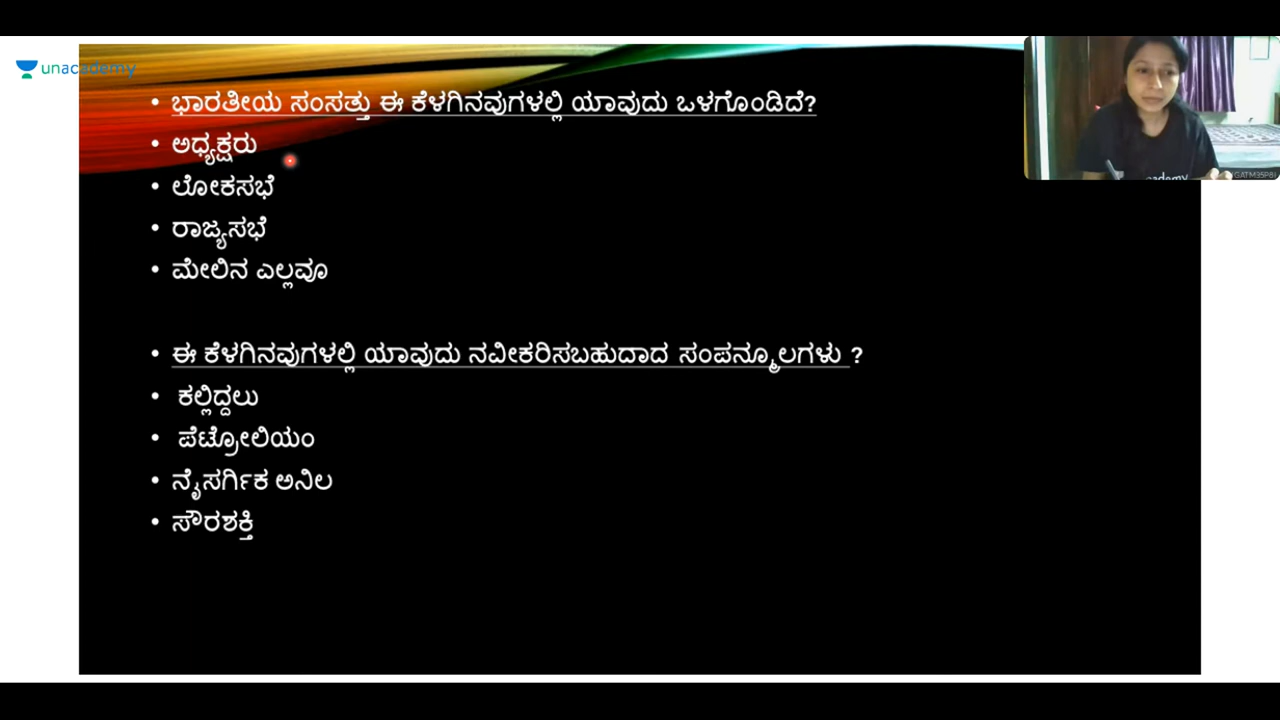 unacademy
• ಭಾರತೀಯ ಸಂಸತ್ತು ಈ ಕೆಳಗಿನವುಗಳಲ್ಲಿ ಯಾವುದು ಒಳಗೊಂಡಿದೆ?
• ಅಧ್ಯಕ್ಷರು
• ಲೋಕಸಭೆ
• ರಾಜ್ಯಸಭೆ
• ಮೇಲಿನ ಎಲ್ಲವೂ
• ಈ ಕೆಳಗಿನವುಗಳಲ್ಲಿ ಯಾವುದು ನವೀಕರಿಸಬಹುದಾದ ಸಂಪನ್ಮೂಲಗಳು ?
• ಕಲ್ಲಿದ್ದಲು
• ಪೆಟ್ರೋಲಿಯಂ
• ನೈಸರ್ಗಿಕ ಅನಿಲ
• ಸೌರಶಕ್ತಿ